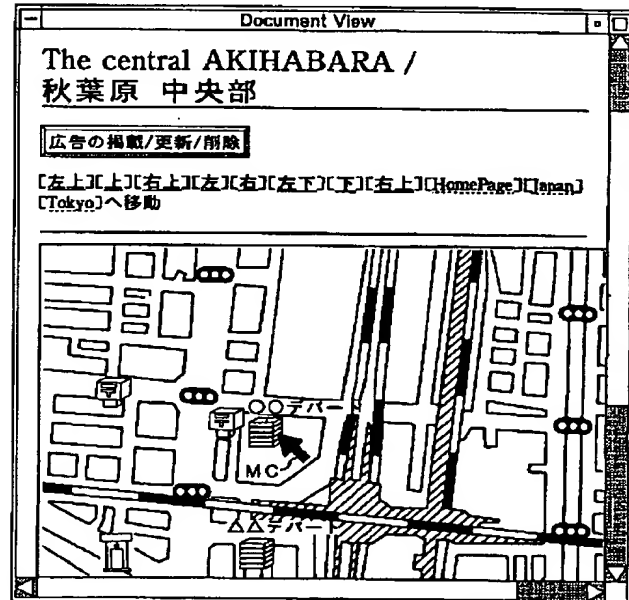 Document View
The central AKIHABARA /
秋葉原 中央部
広告の掲載/更新/削除
[左上][上][右上][左][右][左下][下][右上][HomePage][Japan]
[Tokyo]へ移動
〇〇デパート
MC
△△デパート